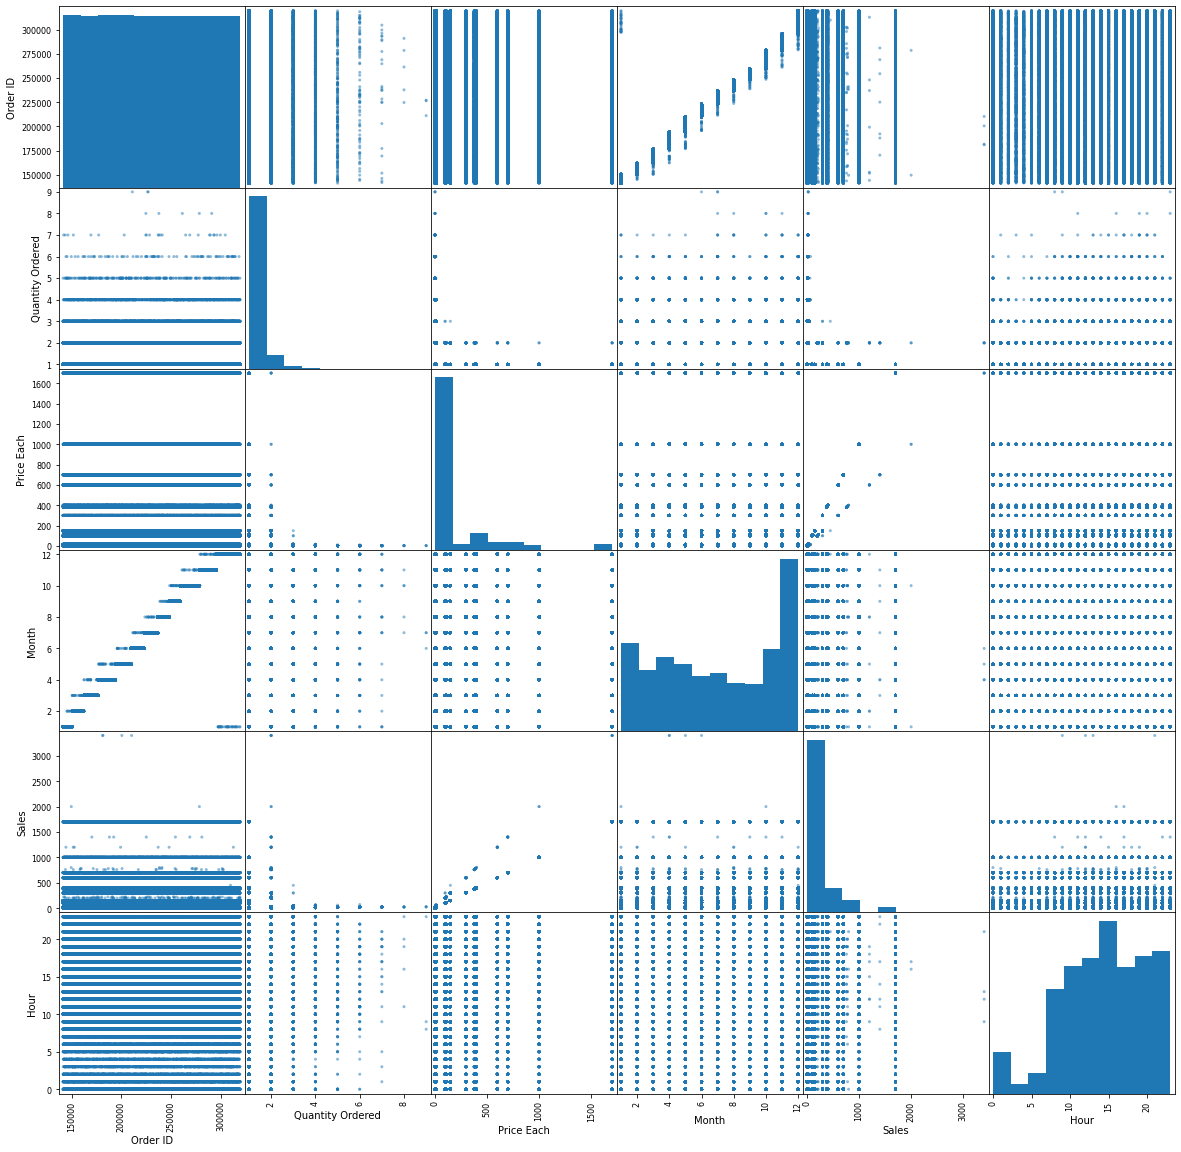 300000
275000
250000
225000
200000
175000
150000
Order ID
9
8
7
6
5
4
3
2
1
Quantity Ordered
1600
1400
1200
1000
800
600
400
200
0
Price Each
12
10
8
6
4
2
Month
3000
2500
2000
1500
1000
500
0
Sales
20
15
10
5
0
Hour
150000 200000 250000 300000
Order ID
2 4 6 8
Quantity Ordered
0 500 1000 1500
Price Each
2 4 6 8 10 12
Month
0 1000 2000 3000
Sales
0 5 10 15 20
Hour